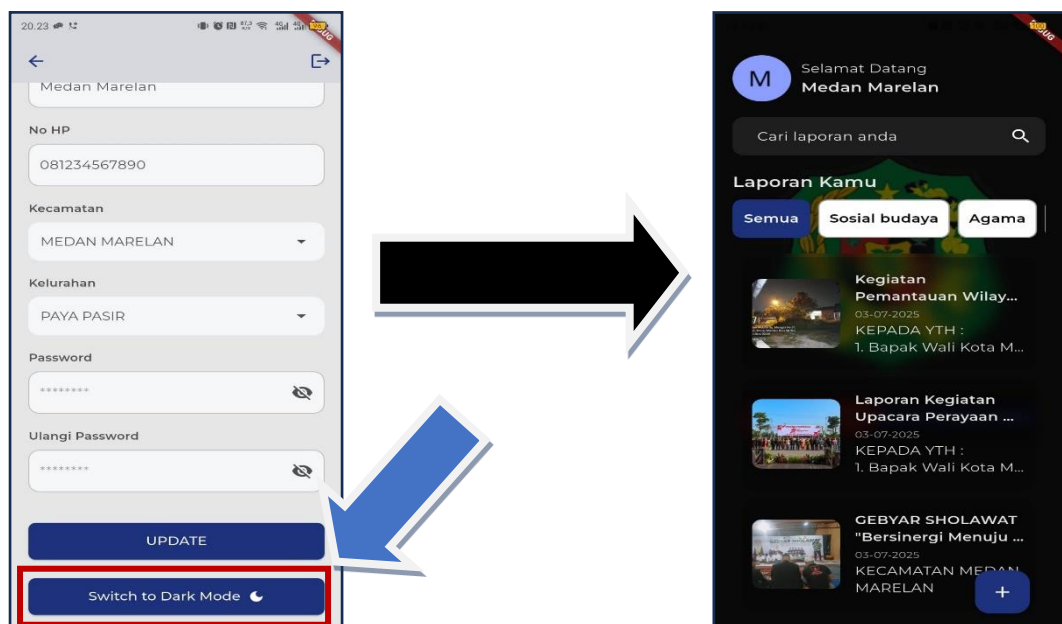 20.23
Medan Marelan
No HP
081234567890
Kecamatan
MEDAN MARELAN
Kelurahan
PAYA PASIR
Password
********
Ulangi Password
********
UPDATE
Switch to Dark Mode
M
Selamat Datang
Medan Marelan
Cari laporan anda
Laporan Kamu
Semua
Sosial budaya
Agama
Kegiatan
Pemantauan Wilay...
03-07-2025
KEPADA YTH :
1. Bapak Wali Kota M...
Laporan Kegiatan
Upacara Perayaan ...
03-07-2025
KEPADA YTH :
1. Bapak Wali Kota M...
GEBYAR SHOLAWAT
"Bersinergi Menuju ...
03-07-2025
KECAMATAN MEDAN
MARELAN
+